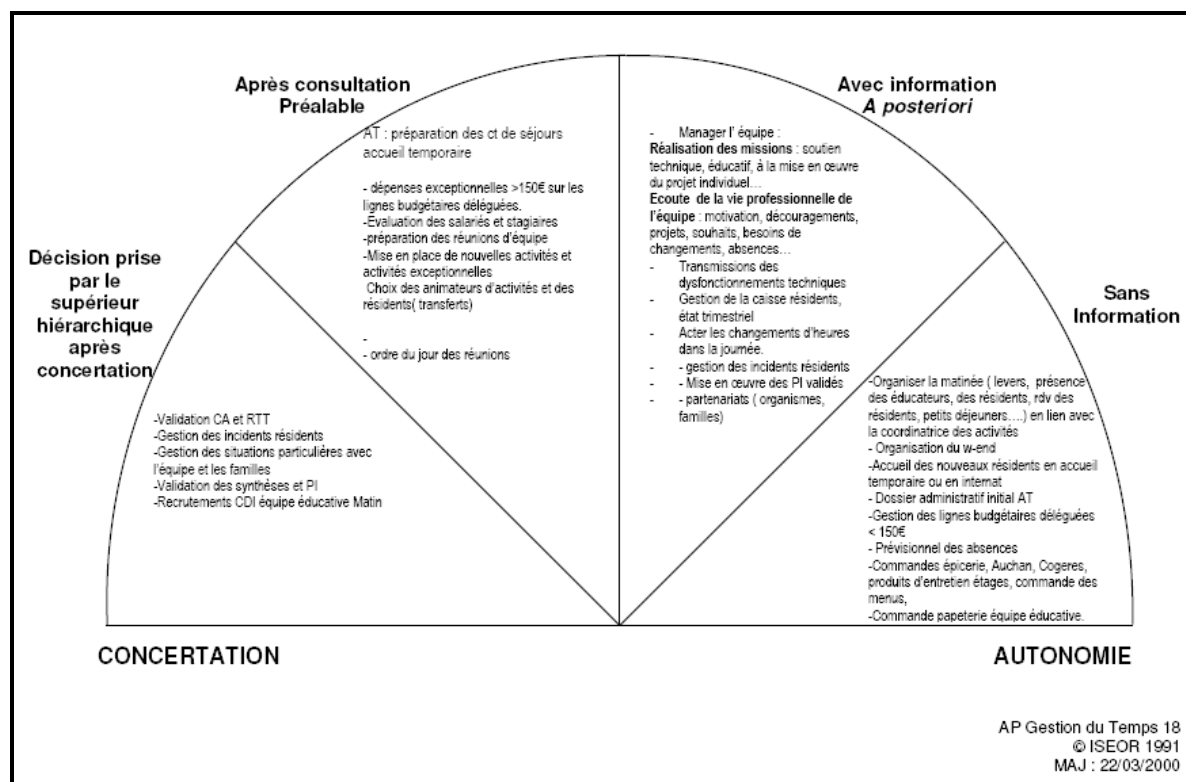 Après consultation
Préalable
AT : préparation des ct de séjours
accueil temporaire
- dépenses exceptionnelles >150€ sur les
lignes budgétaires déléguées.
-Evaluation des salariés et stagiaires
-préparation des réunions d'équipe
-Mise en place de nouvelles activités et
activités exceptionnelles
Choix des animateurs d'activités et des
résidents( transferts)
-
- ordre du jour des réunions
Avec information
A posteriori
- Manager l' équipe :
Réalisation des missions : soutien
technique, éducatif, à la mise en œuvre
du projet individuel…
Ecoute de la vie professionnelle de
l'équipe : motivation, découragements,
projets, souhaits, besoins de
changements, absences…
- Transmissions des
dysfonctionnements techniques
- Gestion de la caisse résidents,
état trimestriel
- Acter les changements d'heures
dans la journée.
- - gestion des incidents résidents
- - Mise en œuvre des PI validés
- - partenariats ( organismes,
familles)
Décision prise
par le
supérieur
hiérarchique
après
concertation
-Validation CA et RTT
-Gestion des incidents résidents
-Gestion des situations particulières avec
l'équipe et les familles
-Validation des synthèses et PI
-Recrutements CDI équipe éducative Matin
Sans
Information
-Organiser la matinée ( levers, présence
des éducateurs, des résidents, rdv des
résidents, petits déjeuners….) en lien avec
la coordinatrice des activités
- Organisation du w-end
-Accueil des nouveaux résidents en accueil
temporaire ou en internat
- Dossier administratif initial AT
-Gestion des lignes budgétaires déléguées
< 150€
- Prévisionnel des absences
-Commandes épicerie, Auchan, Cogeres,
produits d'entretien étages, commande des
menus,
-Commande papeterie équipe éducative.
CONCERTATION
AUTONOMIE
AP Gestion du Temps 18
© ISEOR 1991
MAJ : 22/03/2000